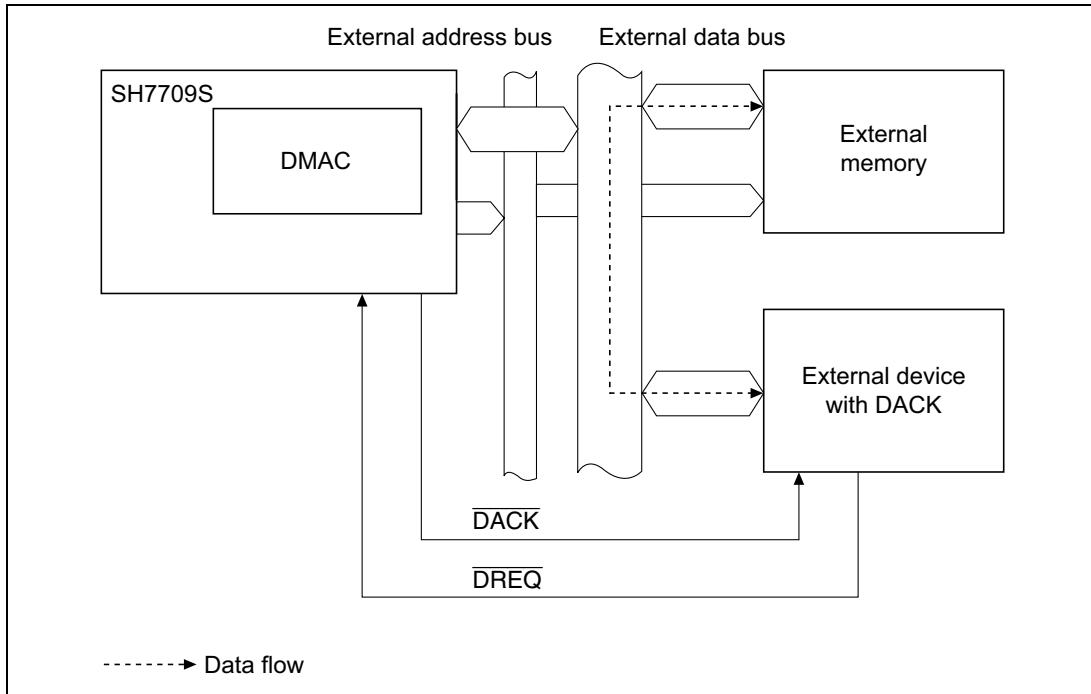 External address bus
External data bus
SH7709S
DMAC
External
memory
External device
with DACK
DACK
DREQ
Data flow